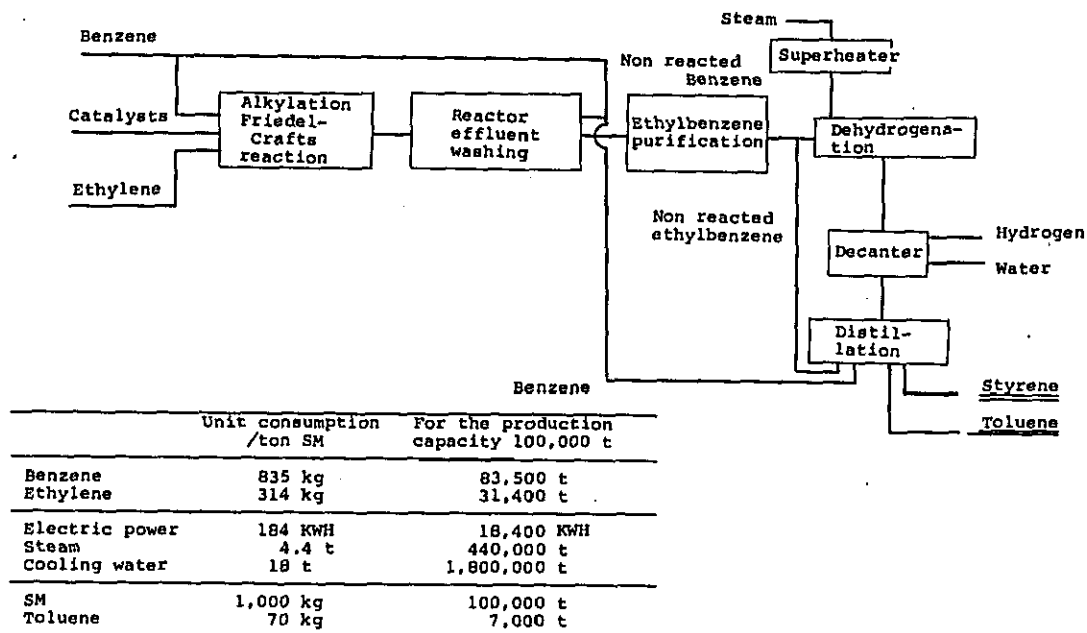 Steam
Benzene
Superheater
Non reacted
Benzene
Catalysts
Alkylation
Friedel-
Crafts
reaction
Reactor
effluent
washing
Ethylbenzene
purification
Dehydrogena-
tion
Ethylene
Non reacted
ethylbenzene
Decanter
Hydrogen
Water
Distil-
lation
Benzene
Styrene
Toluene
Unit consumption For the production
/ton SM capacity 100,000 t
Benzene 835 kg 83,500 t
Ethylene 314 kg 31,400 t
Electric power 184 KWH 18,400 KWH
Steam 4.4 t 440,000 t
Cooling water 18 t 1,800,000 t
SM 1,000 kg 100,000 t
Toluene 70 kg 7,000 t